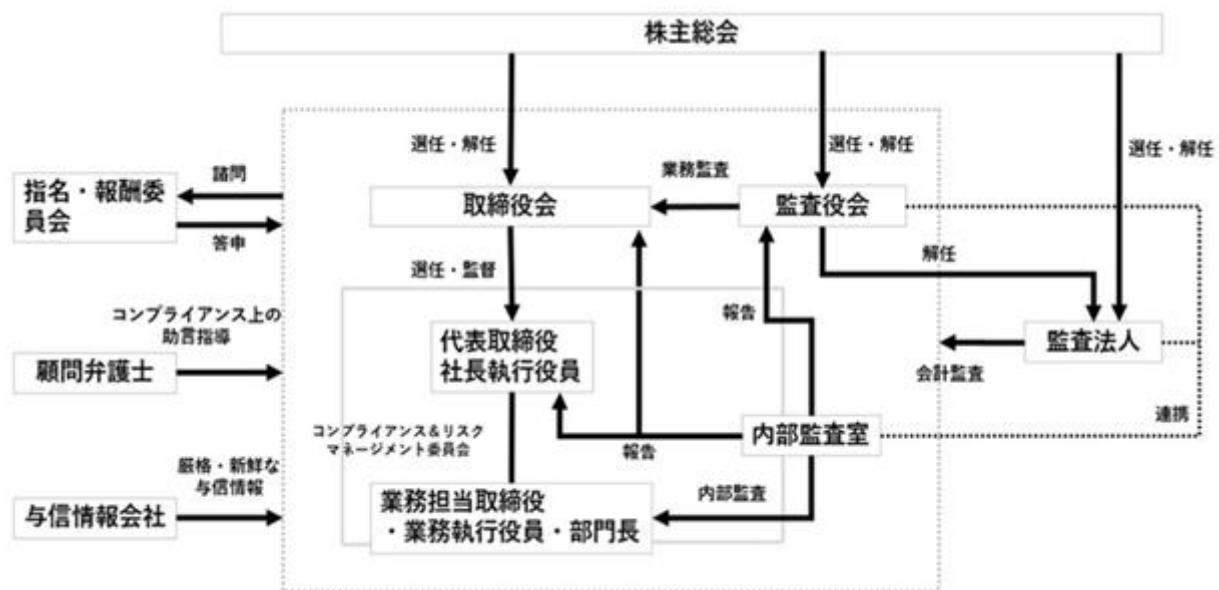 株主総会
選任・解任
選任・解任
選任・解任
業務監査
諮問
指名・報酬委
員会
答申
取締役会
監査役会
選任・監督
解任
コンプライアンス上の
助言指導
報告
顧問弁護士
代表取締役
社長執行役員
監査法人
会計監査
連携
コンプライアンス&リスク
マネージメント委員会
報告
内部監査室
厳格・新鮮な
与信情報
与信情報会社
内部監査
業務担当取締役
・業務執行役員・部門長